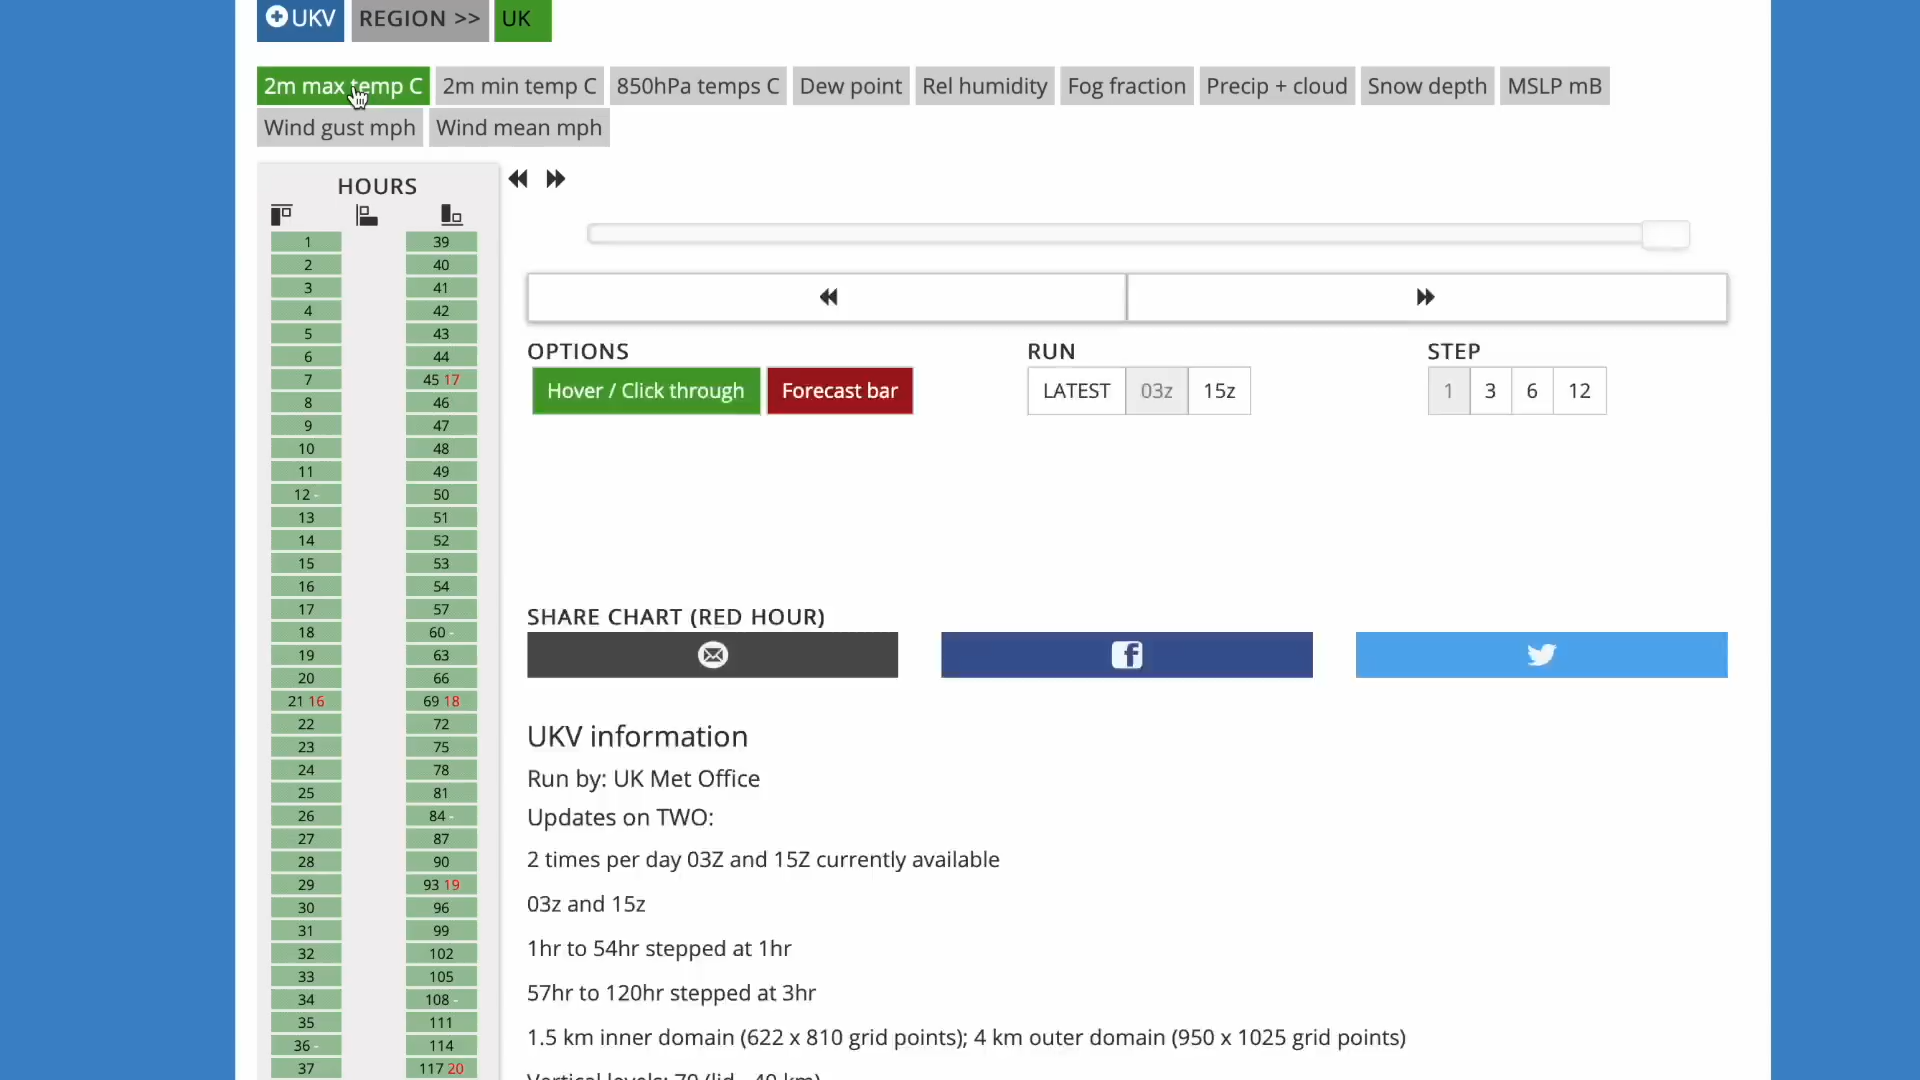 UKV REGION >> UK
2m max temp C 2m min temp C 850hPa temps C Dew point Rel humidity Fog fraction Precip + cloud Snow depth MSLP mB
Wind gust mph Wind mean mph
HOURS
1 39
2 40
3 41
4 42
5 43
6 44
7 45 17
8 46
9 47
10 48
11 49
12 - 50
13 51
14 52
15 53
16 54
17 57
18 60 -
19 63
20 66
21 16 69 18
22 72
23 75
24 78
25 81
26 84 -
27 87
28 90
29 93 19
30 96
31 99
32 102
33 105
34 108 -
35 111
36 - 114
37 117 20
OPTIONS
Hover / Click through Forecast bar
RUN
LATEST 03z 15z
STEP
1 3 6 12
SHARE CHART (RED HOUR)
UKV information
Run by: UK Met Office
Updates on TWO:
2 times per day 03Z and 15Z currently available
03z and 15z
1hr to 54hr stepped at 1hr
57hr to 120hr stepped at 3hr
1.5 km inner domain (622 x 810 grid points); 4 km outer domain (950 x 1025 grid points)
Vertical levels: 70 (lid